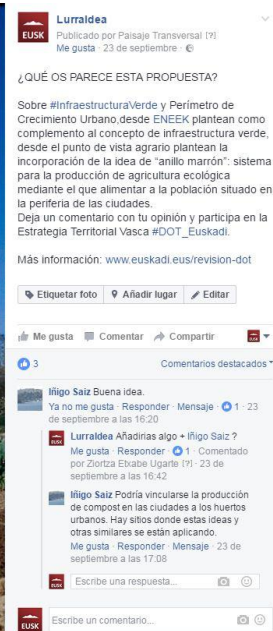 Lurraldea
EUSK
Publicado por Paisaje Transversal [?]
Me gusta · 23 de septiembre ·
¿QUÉ OS PARECE ESTA PROPUESTA?
Sobre #InfraestructuraVerde y Perímetro de
Crecimiento Urbano,desde ENEEK plantean como
complemento al concepto de infraestructura verde,
desde el punto de vista agrario plantean la
incorporación de la idea de "anillo marrón": sistema
para la producción de agricultura ecológica
mediante el que alimentar a la población situado en
la periferia de las ciudades.
Deja un comentario con tu opinión y participa en la
Estrategia Territorial Vasca #DOT_Euskadi.
Más información: www.euskadi.eus/revision-dot
Etiquetar foto Añadir lugar Editar
Me gusta Comentar Compartir
3 Comentarios destacados
Iñigo Saiz Buena idea.
Ya no me gusta · Responder · Mensaje · 1 · 23
de septiembre a las 16:20
Lurraldea Añadirias algo + Iñigo Saiz ?
Me gusta · Responder · 1 · Comentado
por Ziortza Etxabe Ugarte [?] · 23 de
septiembre a las 16:42
Iñigo Saiz Podría vincularse la producción
de compost en las ciudades a los huertos
urbanos. Hay sitios donde estas ideas y
otras similares se están aplicando.
Me gusta · Responder · Mensaje · 23 de
septiembre a las 17:08
Escribe una respuesta...
Escribe un comentario...
EUSK